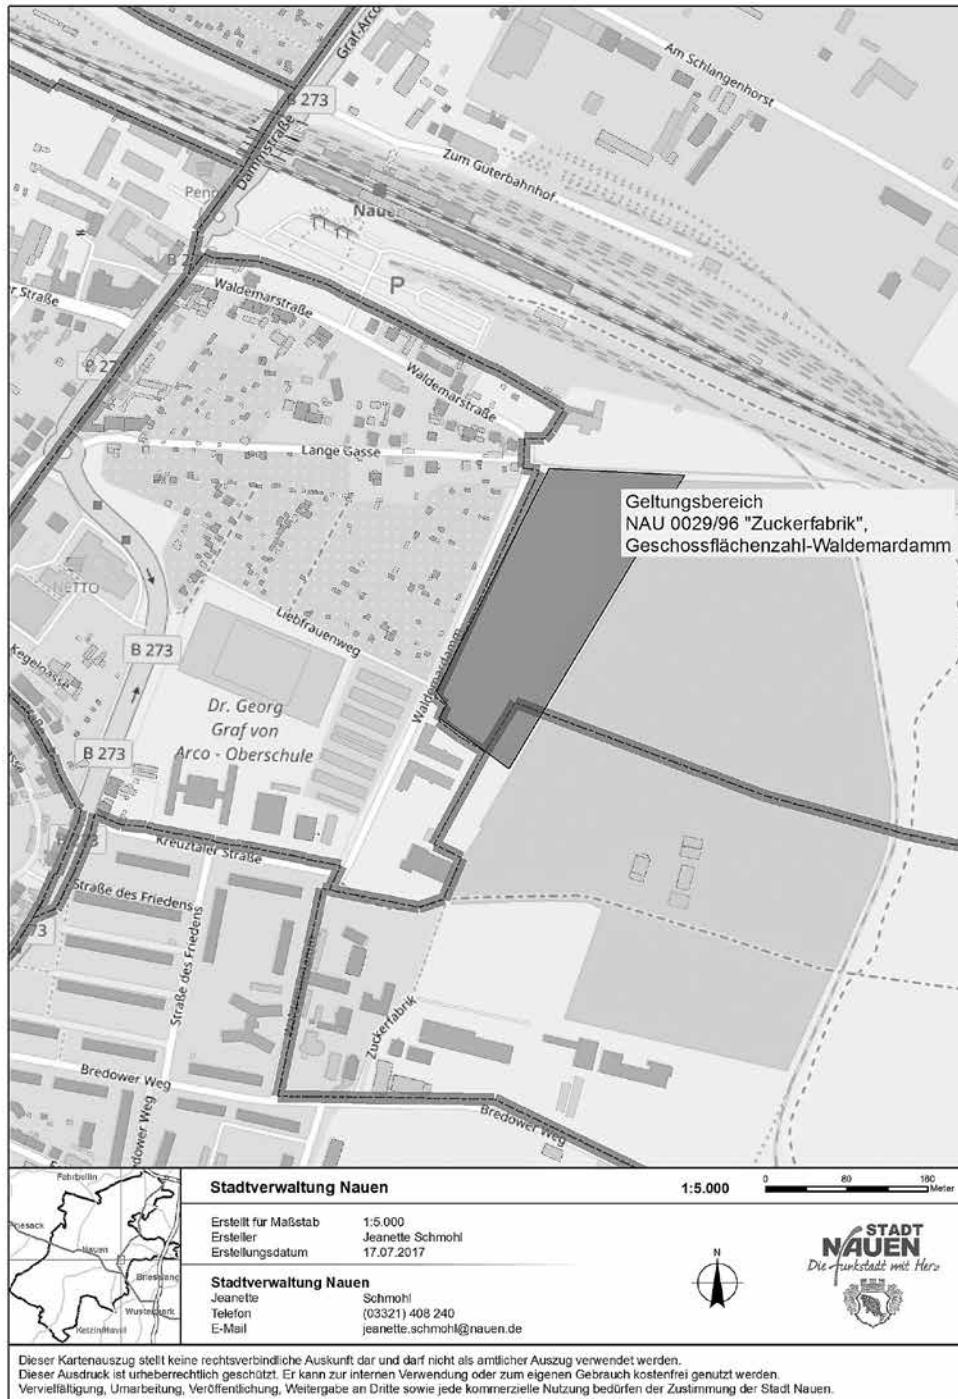 Graf-Arco
Am Schlangenhorst
B 273
Dammstraße
Zum Güterbahnhof
Nauen
P
Waldemarstraße
Waldemarstraße
Lange Gasse
Geltungsbereich
NAU 0029/96 "Zuckerfabrik",
Geschossflächenzahl-Waldemardamm
NETTO
Liebfrauenweg
Kegelgasse
B 273
Waldemardamm
Dr. Georg
Graf von
Arco - Oberschule
B 273
Kreuztaler Straße
Straße des Friedens
Straße des Friedens
Zuckerfabrik
Bredower Weg
Bredower Weg
Fehrbellin
Nauen
Brieselang
Wustermark
Ketzin/Havel
Stadtverwaltung Nauen
1:5.000
0 80 160
Meter
Erstellt für Maßstab 1:5.000
Ersteller Jeanette Schmohl
Erstellungsdatum 17.07.2017
Stadtverwaltung Nauen
Jeanette Schmohl
Telefon (03321) 408 240
E-Mail jeanette.schmohl@nauen.de
N
STADT
NAUEN
Die Funkstadt mit Herz
Dieser Kartenauszug stellt keine rechtsverbindliche Auskunft dar und darf nicht als amtlicher Auszug verwendet werden.
Dieser Ausdruck ist urheberrechtlich geschützt. Er kann zur internen Verwendung oder zum eigenen Gebrauch kostenfrei genutzt werden.
Vervielfältigung, Umarbeitung, Veröffentlichung, Weitergabe an Dritte sowie jede kommerzielle Nutzung bedürfen der Zustimmung der Stadt Nauen.